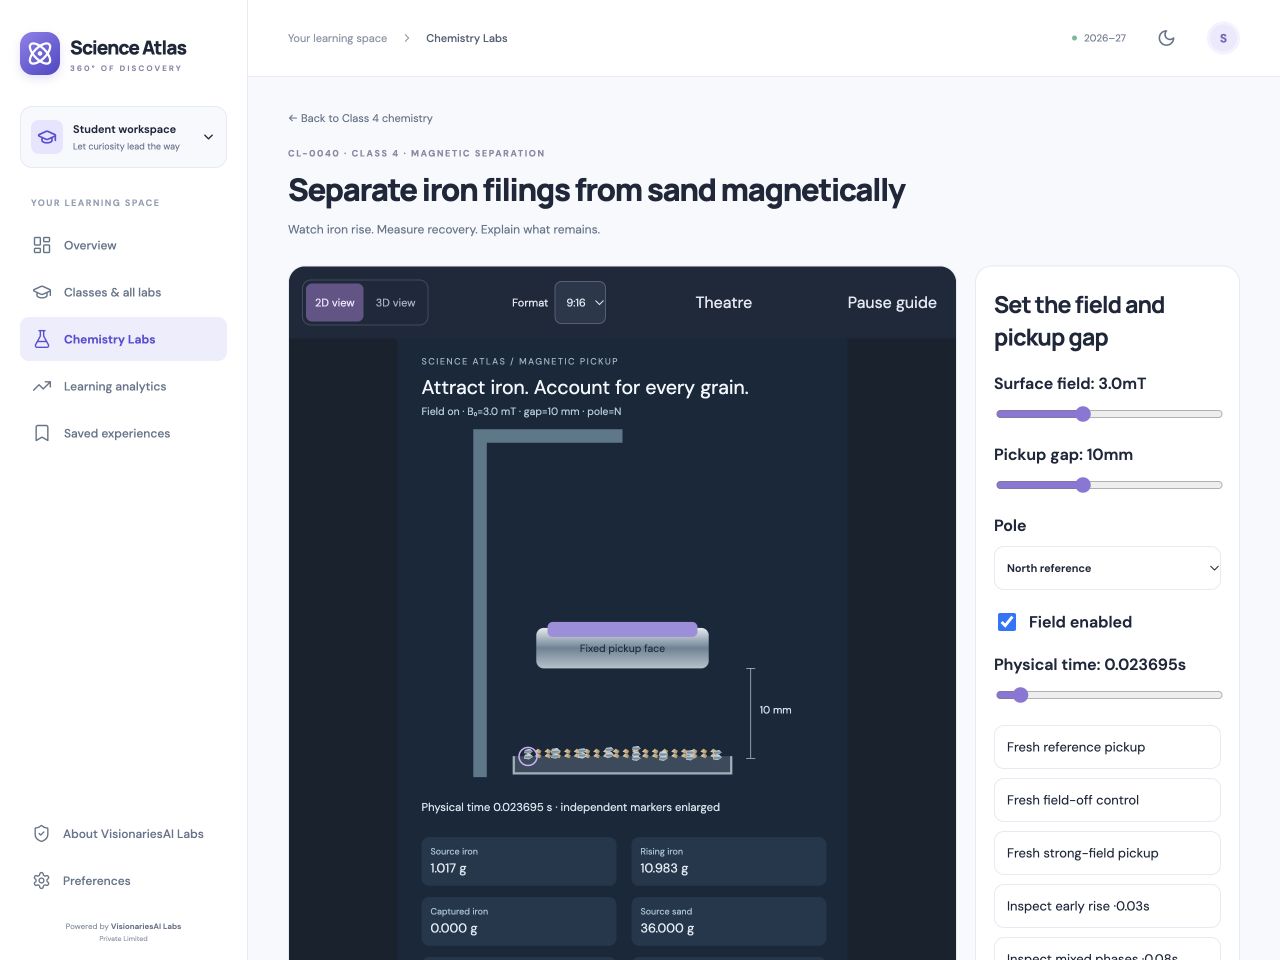 Science Atlas
360° OF DISCOVERY
Student workspace
Let curiosity lead the way
YOUR LEARNING SPACE
Overview
Classes & all labs
Chemistry Labs
Learning analytics
Saved experiences
About VisionariesAI Labs
Preferences
Powered by VisionariesAI Labs
Private Limited
Your learning space
Chemistry Labs
2026–27
S
← Back to Class 4 chemistry
CL-0040 · CLASS 4 · MAGNETIC SEPARATION
Separate iron filings from sand magnetically
Watch iron rise. Measure recovery. Explain what remains.
2D view
3D view
Format
9:16
Theatre
Pause guide
SCIENCE ATLAS / MAGNETIC PICKUP
Attract iron. Account for every grain.
Field on · B₀=3.0 mT · gap=10 mm · pole=N
Fixed pickup face
10 mm
Physical time 0.023695 s · independent markers enlarged
Source iron
1.017 g
Rising iron
10.983 g
Captured iron
0.000 g
Source sand
36.000 g
Set the field and
pickup gap
Surface field: 3.0mT
Pickup gap: 10mm
Pole
North reference
Field enabled
Physical time: 0.023695s
Fresh reference pickup
Fresh field-off control
Fresh strong-field pickup
Inspect early rise ·0.03s
Inspect mixed phases ·0.08s